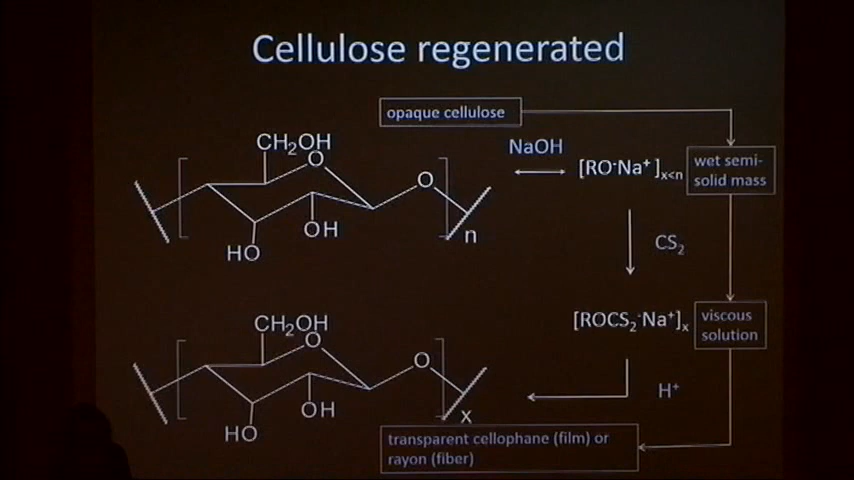 Cellulose regenerated
opaque cellulose
CH₂OH
O
O
OH
HO
n
NaOH
[RO⁻Na⁺]x<n
wet semi-
solid mass
CS₂
[ROCS₂⁻Na⁺]x
viscous
solution
CH₂OH
O
O
OH
HO
x
H⁺
transparent cellophane (film) or
rayon (fiber)